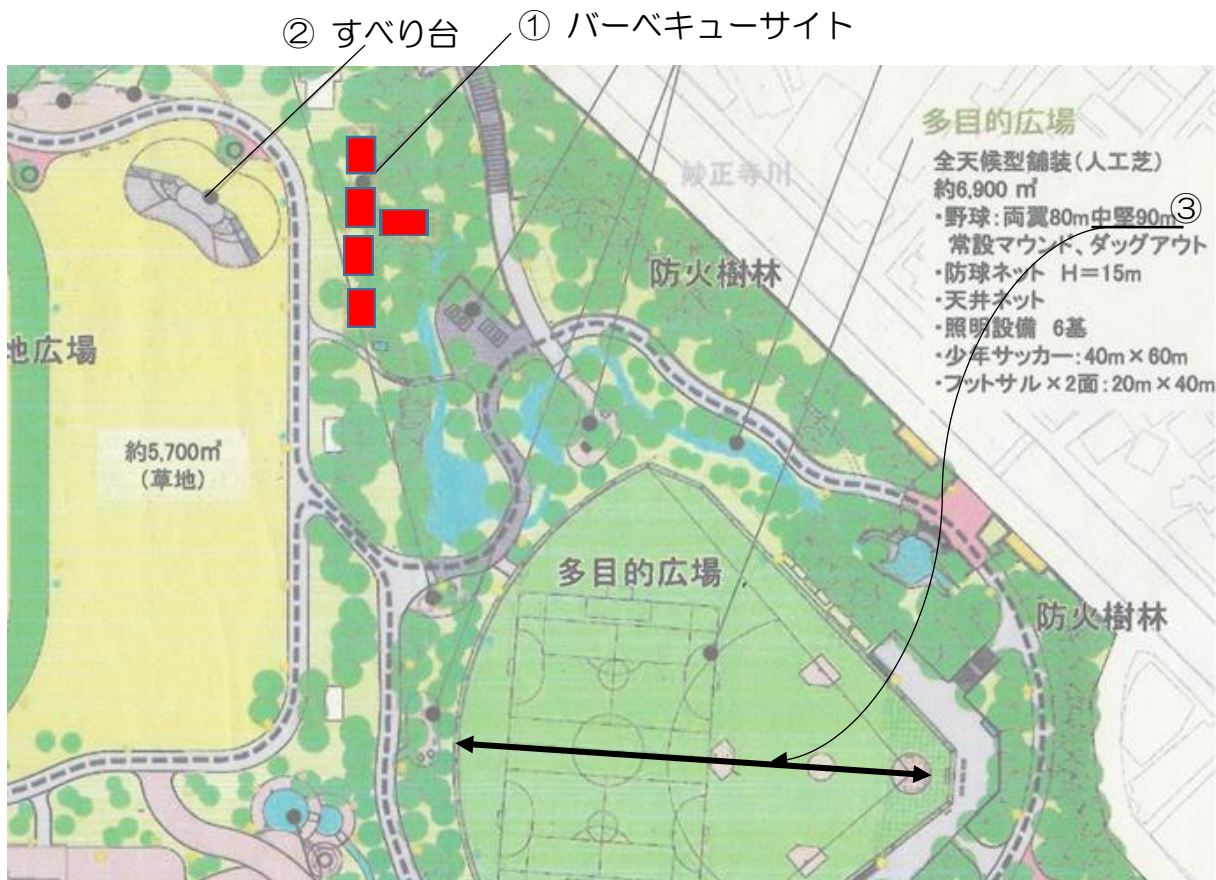 ② すべり台
① バーベキューサイト
多目的広場
全天候型舗装(人工芝)
約6,900 ㎡
・野球:両翼80m中堅90m
③
常設マウンド、ダッグアウト
・防球ネット H=15m
・天井ネット
・照明設備 6基
・少年サッカー:40m×60m
・フットサル×2面:20m×40m
妙正寺川
防火樹林
地広場
約5,700㎡
(草地)
多目的広場
防火樹林